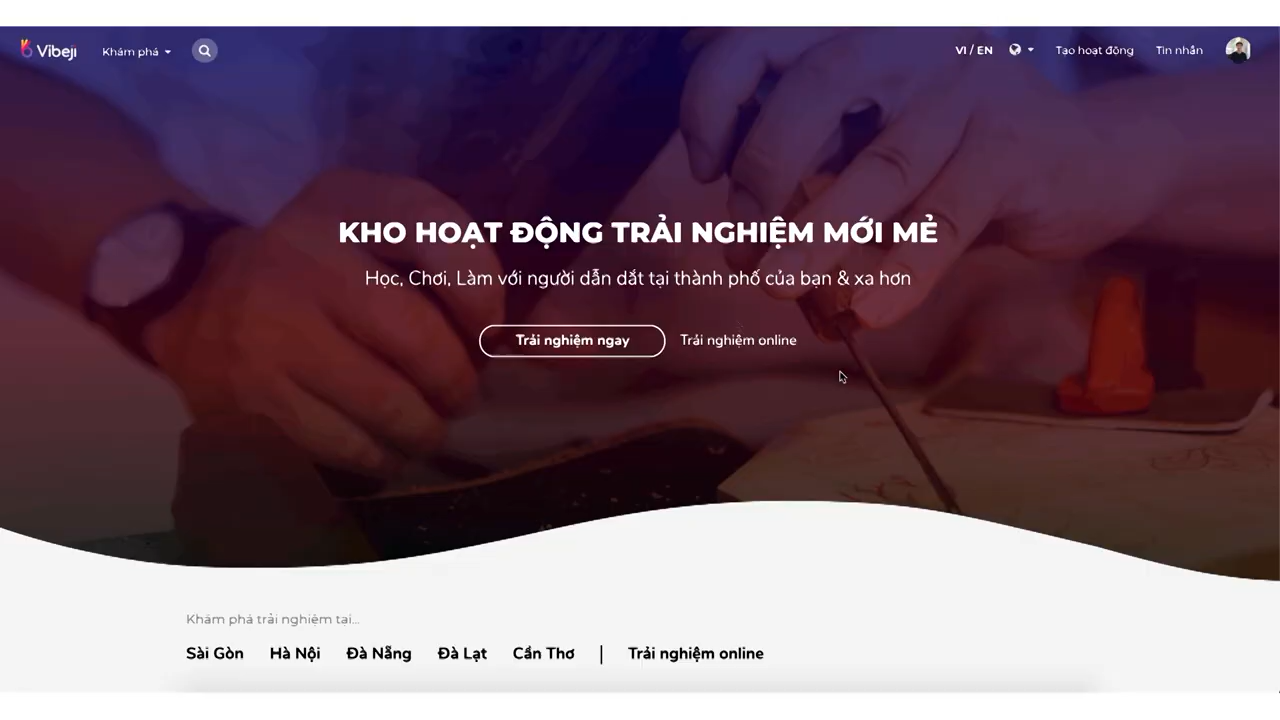 Vibeji
Khám phá
VI / EN
Tạo hoạt động
Tin nhắn
KHO HOẠT ĐỘNG TRẢI NGHIỆM MỚI MẺ
Học, Chơi, Làm với người dẫn dắt tại thành phố của bạn & xa hơn
Trải nghiệm ngay
Trải nghiệm online
Khám phá trải nghiệm tại...
Sài Gòn
Hà Nội
Đà Nẵng
Đà Lạt
Cần Thơ
|
Trải nghiệm online